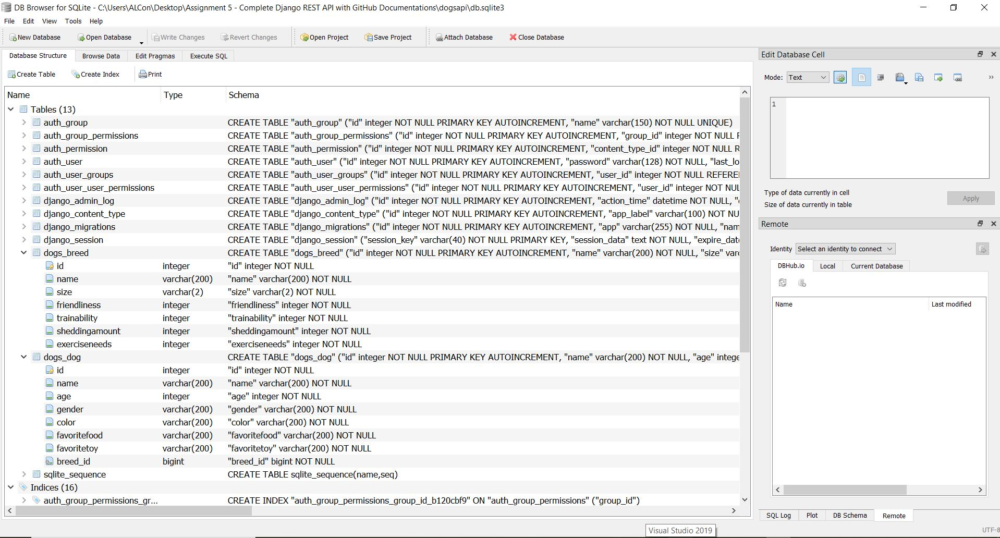 DB Browser for SQLite - C:\Users\ALCon\Desktop\Assignment 5 - Complete Django REST API with GitHub Documentations\dogsapi\db.sqlite3
File Edit View Tools Help
New Database Open Database Write Changes Revert Changes Open Project Save Project Attach Database Close Database
Database Structure Browse Data Edit Pragmas Execute SQL
Create Table Create Index Print
Name Type Schema
Tables (13)
auth_group CREATE TABLE "auth_group" ("id" integer NOT NULL PRIMARY KEY AUTOINCREMENT, "name" varchar(150) NOT NULL UNIQUE)
auth_group_permissions CREATE TABLE "auth_group_permissions" ("id" integer NOT NULL PRIMARY KEY AUTOINCREMENT, "group_id" integer NOT NULL
auth_permission CREATE TABLE "auth_permission" ("id" integer NOT NULL PRIMARY KEY AUTOINCREMENT, "content_type_id" integer NOT NULL R
auth_user CREATE TABLE "auth_user" ("id" integer NOT NULL PRIMARY KEY AUTOINCREMENT, "password" varchar(128) NOT NULL, "last_lo
auth_user_groups CREATE TABLE "auth_user_groups" ("id" integer NOT NULL PRIMARY KEY AUTOINCREMENT, "user_id" integer NOT NULL REFERE
auth_user_user_permissions CREATE TABLE "auth_user_user_permissions" ("id" integer NOT NULL PRIMARY KEY AUTOINCREMENT, "user_id" integer NOT NUL
django_admin_log CREATE TABLE "django_admin_log" ("id" integer NOT NULL PRIMARY KEY AUTOINCREMENT, "action_time" datetime NOT NULL, "
django_content_type CREATE TABLE "django_content_type" ("id" integer NOT NULL PRIMARY KEY AUTOINCREMENT, "app_label" varchar(100) NOT NU
django_migrations CREATE TABLE "django_migrations" ("id" integer NOT NULL PRIMARY KEY AUTOINCREMENT, "app" varchar(255) NOT NULL, "nam
django_session CREATE TABLE "django_session" ("session_key" varchar(40) NOT NULL PRIMARY KEY, "session_data" text NOT NULL, "expire_dat
dogs_breed CREATE TABLE "dogs_breed" ("id" integer NOT NULL PRIMARY KEY AUTOINCREMENT, "name" varchar(200) NOT NULL, "size" varc
id integer "id" integer NOT NULL
name varchar(200) "name" varchar(200) NOT NULL
size varchar(2) "size" varchar(2) NOT NULL
friendliness integer "friendliness" integer NOT NULL
trainability integer "trainability" integer NOT NULL
sheddingamount integer "sheddingamount" integer NOT NULL
exerciseneeds integer "exerciseneeds" integer NOT NULL
dogs_dog CREATE TABLE "dogs_dog" ("id" integer NOT NULL PRIMARY KEY AUTOINCREMENT, "name" varchar(200) NOT NULL, "age" intege
id integer "id" integer NOT NULL
name varchar(200) "name" varchar(200) NOT NULL
age integer "age" integer NOT NULL
gender varchar(200) "gender" varchar(200) NOT NULL
color varchar(200) "color" varchar(200) NOT NULL
favoritefood varchar(200) "favoritefood" varchar(200) NOT NULL
favoritetoy varchar(200) "favoritetoy" varchar(200) NOT NULL
breed_id bigint "breed_id" bigint NOT NULL
sqlite_sequence CREATE TABLE sqlite_sequence(name,seq)
Indices (16)
auth_group_permissions_gr... CREATE INDEX "auth_group_permissions_group_id_b120cbf9" ON "auth_group_permissions" ("group_id")
Edit Database Cell
Mode: Text
1
Type of data currently in cell
Size of data currently in table
Apply
Remote
Identity Select an identity to connect
DBHub.io Local Current Database
Name Last modified
SQL Log Plot DB Schema Remote
Visual Studio 2019
UTF-8